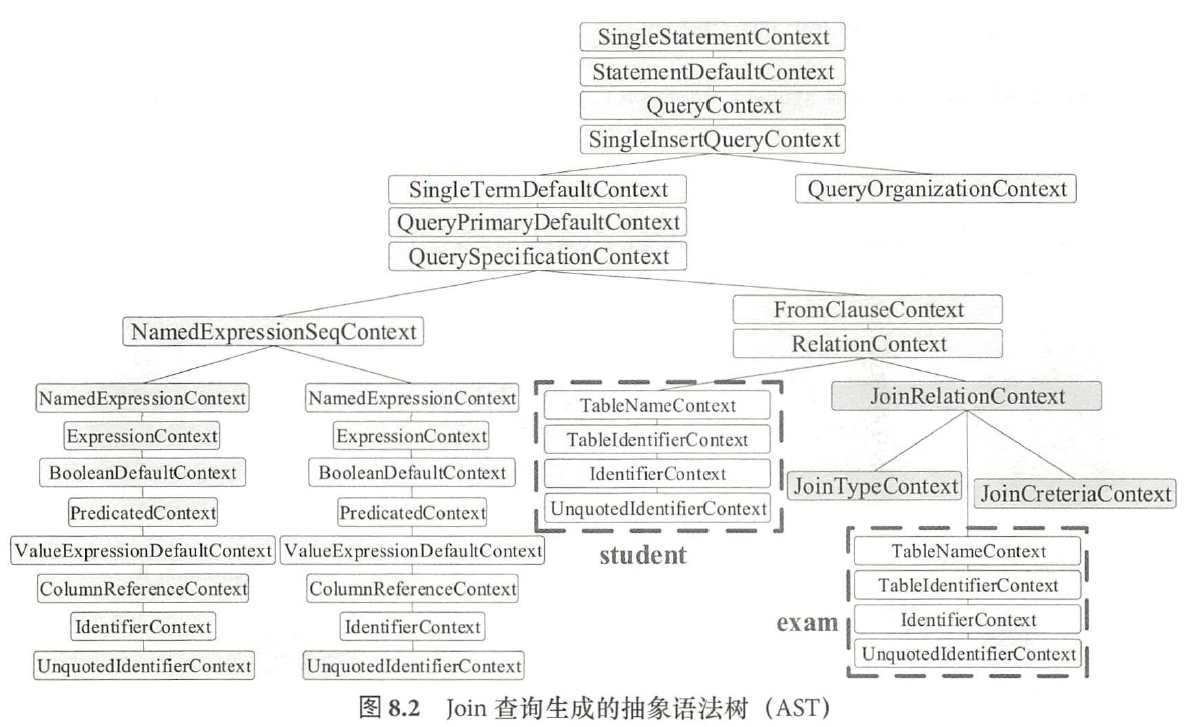 SingleStatementContext
StatementDefaultContext
QueryContext
SingleInsertQueryContext
SingleTermDefaultContext
QueryOrganizationContext
QueryPrimaryDefaultContext
QuerySpecificationContext
FromClauseContext
NamedExpressionSeqContext
RelationContext
NamedExpressionContext
ExpressionContext
BooleanDefaultContext
PredicatedContext
ValueExpressionDefaultContext
ColumnReferenceContext
IdentifierContext
UnquotedIdentifierContext
NamedExpressionContext
ExpressionContext
BooleanDefaultContext
PredicatedContext
ValueExpressionDefaultContext
ColumnReferenceContext
IdentifierContext
UnquotedIdentifierContext
TableNameContext
TableIdentifierContext
IdentifierContext
UnquotedIdentifierContext
student
JoinRelationContext
JoinTypeContext
JoinCreteriaContext
TableNameContext
TableIdentifierContext
IdentifierContext
UnquotedIdentifierContext
exam
图 8.2 Join 查询生成的抽象语法树（AST）